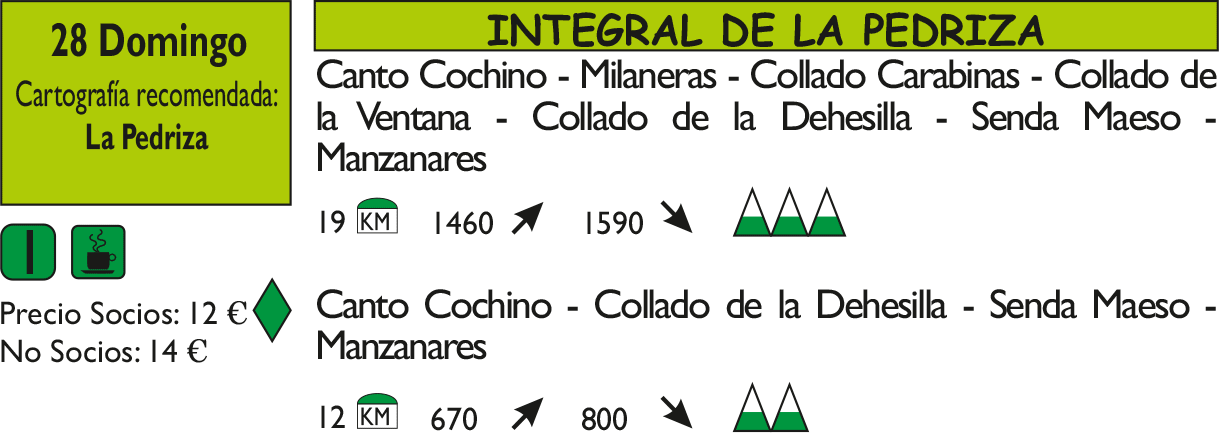 28 Domingo
Cartografía recomendada:
La Pedriza
INTEGRAL DE LA PEDRIZA
Canto Cochino - Milaneras - Collado Carabinas - Collado de
la Ventana - Collado de la Dehesilla - Senda Maeso -
Manzanares
19 KM 1460 1590
I
Precio Socios: 12 €
No Socios: 14 €
Canto Cochino - Collado de la Dehesilla - Senda Maeso -
Manzanares
12 KM 670 800